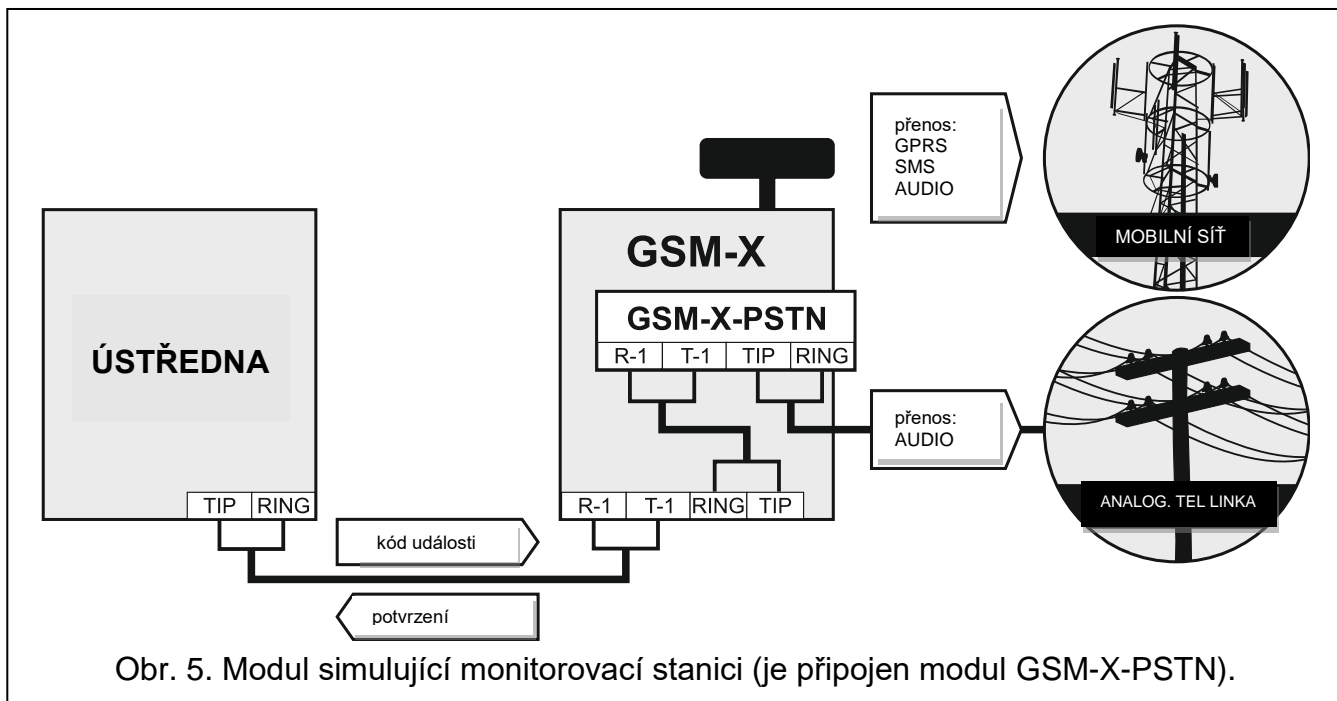 přenos:
GPRS
SMS
AUDIO
MOBILNÍ SÍŤ
GSM-X
GSM-X-PSTN
R-1 T-1 TIP RING
ÚSTŘEDNA
přenos:
AUDIO
ANALOG. TEL LINKA
TIP RING
R-1 T-1 RING TIP
kód události
potvrzení
Obr. 5. Modul simulující monitorovací stanici (je připojen modul GSM-X-PSTN).